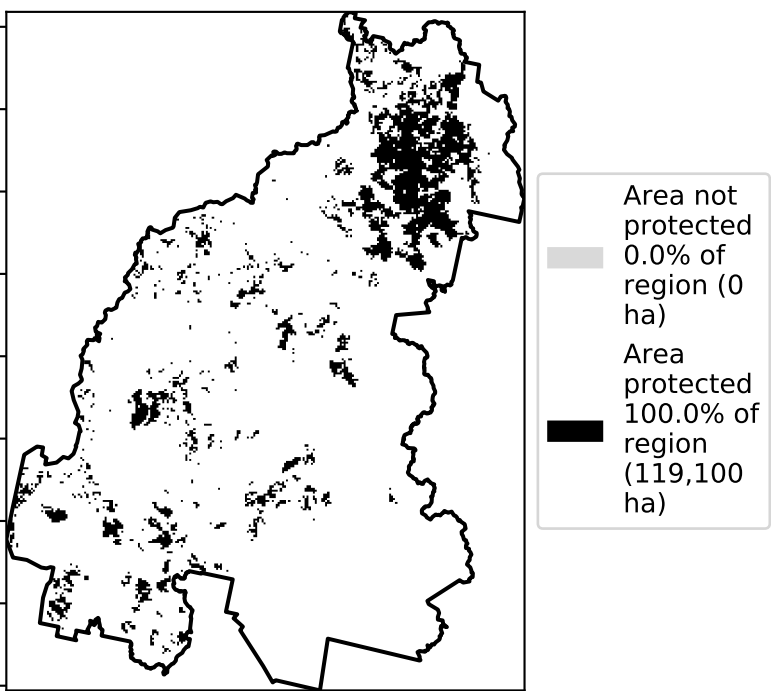 Area not
protected
0.0% of
region (0
ha)
Area
protected
100.0% of
region
(119,100
ha)